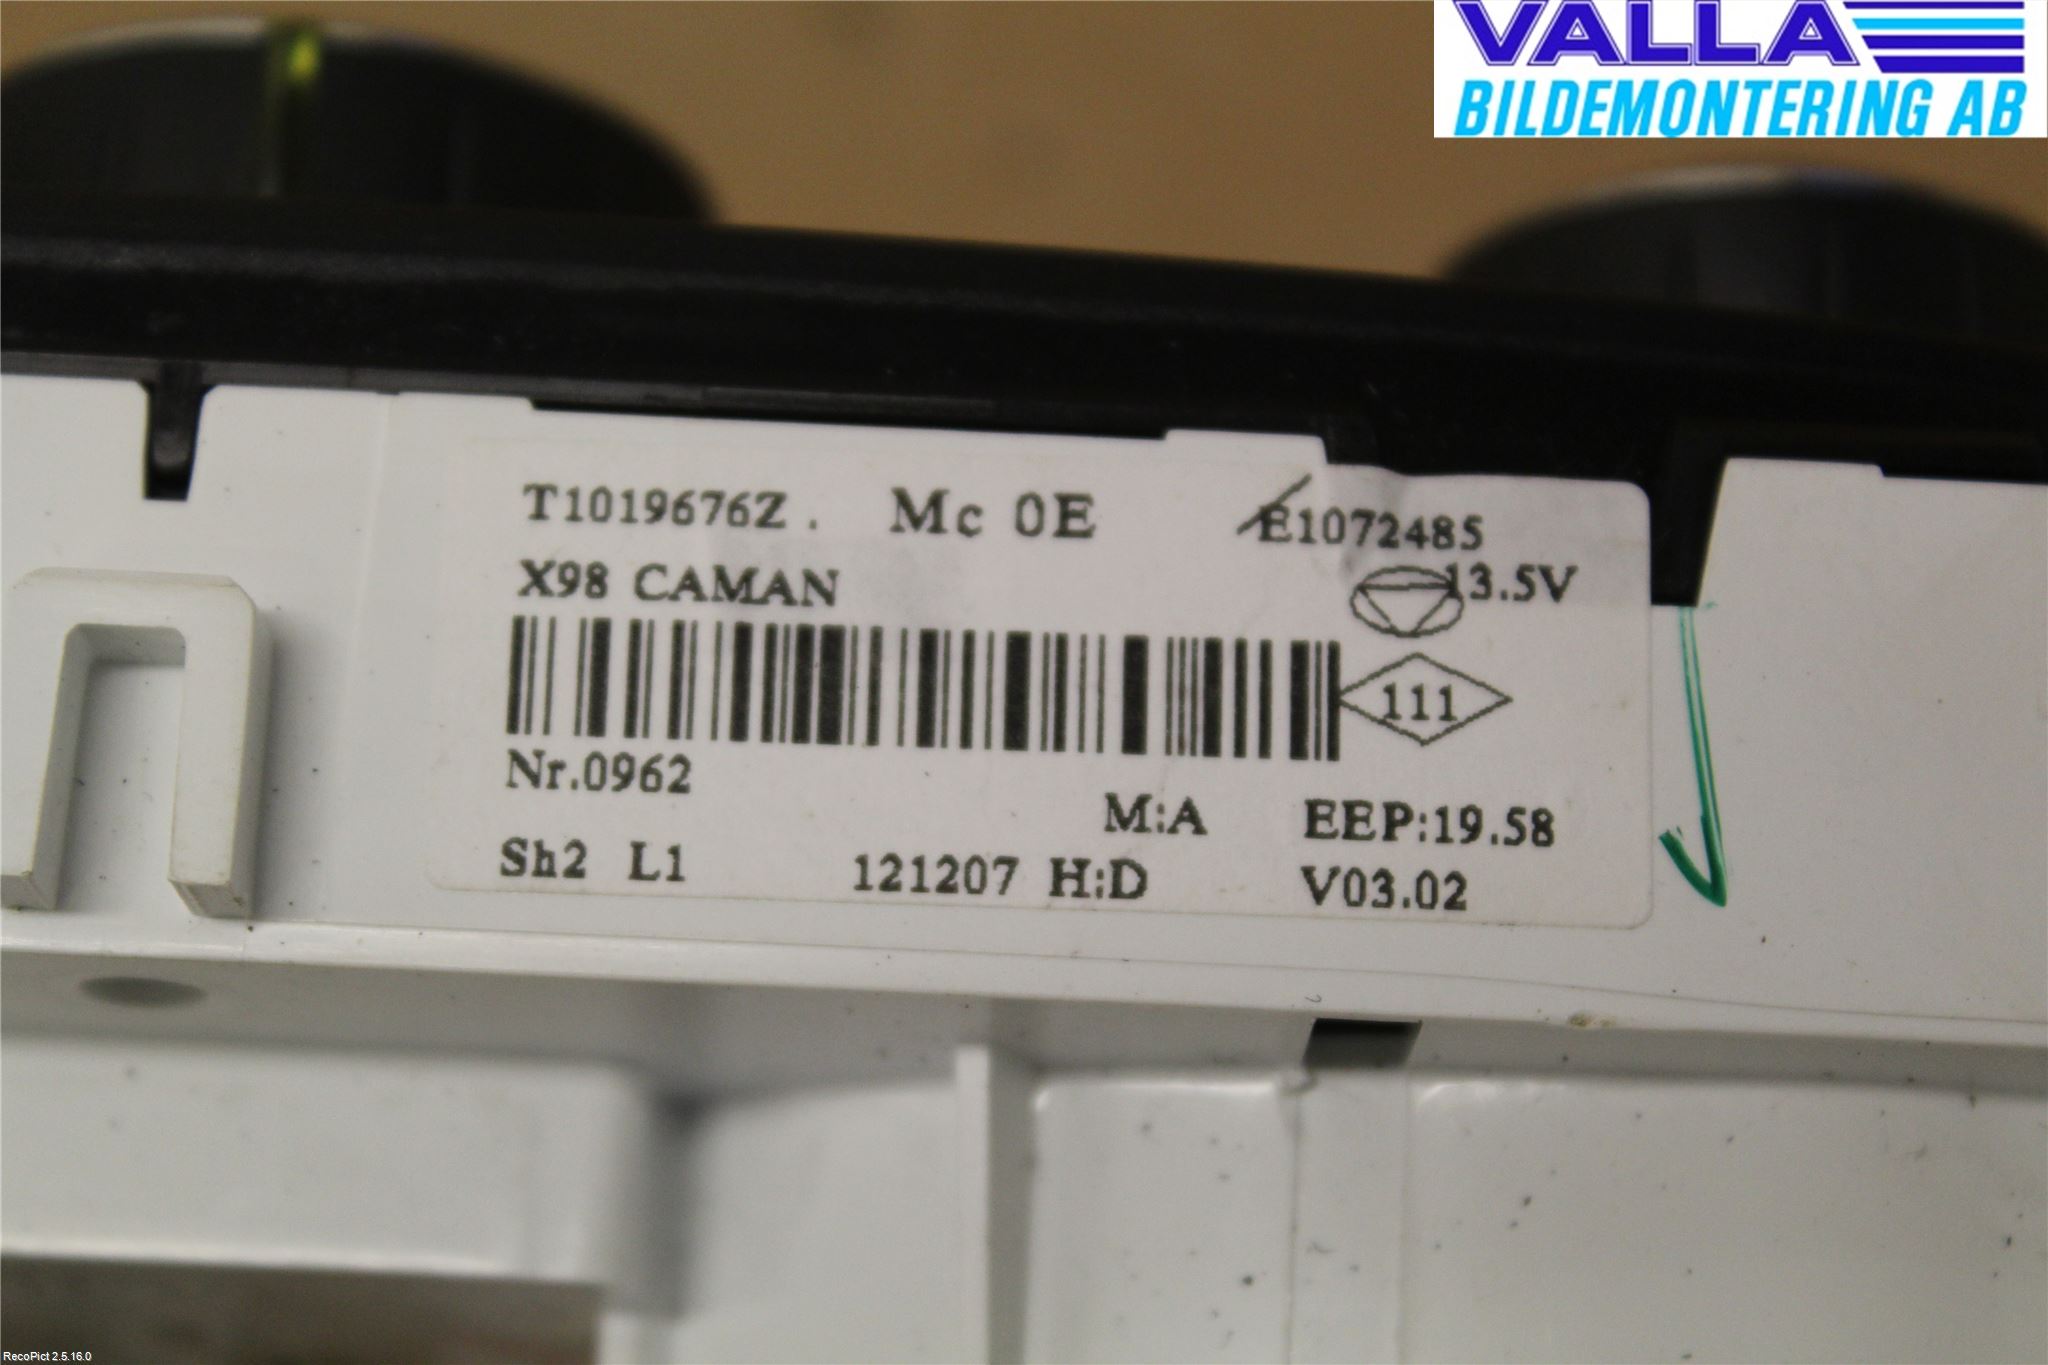 VALLA
BILDEMONTERING AB
T1019676Z. Mc 0E E1072485
X98 CAMAN 13.5V
111
Nr.0962
M:A EEP:19.58
Sh2 L1 121207 H:D V03.02
RecoPict 2.5.16.0